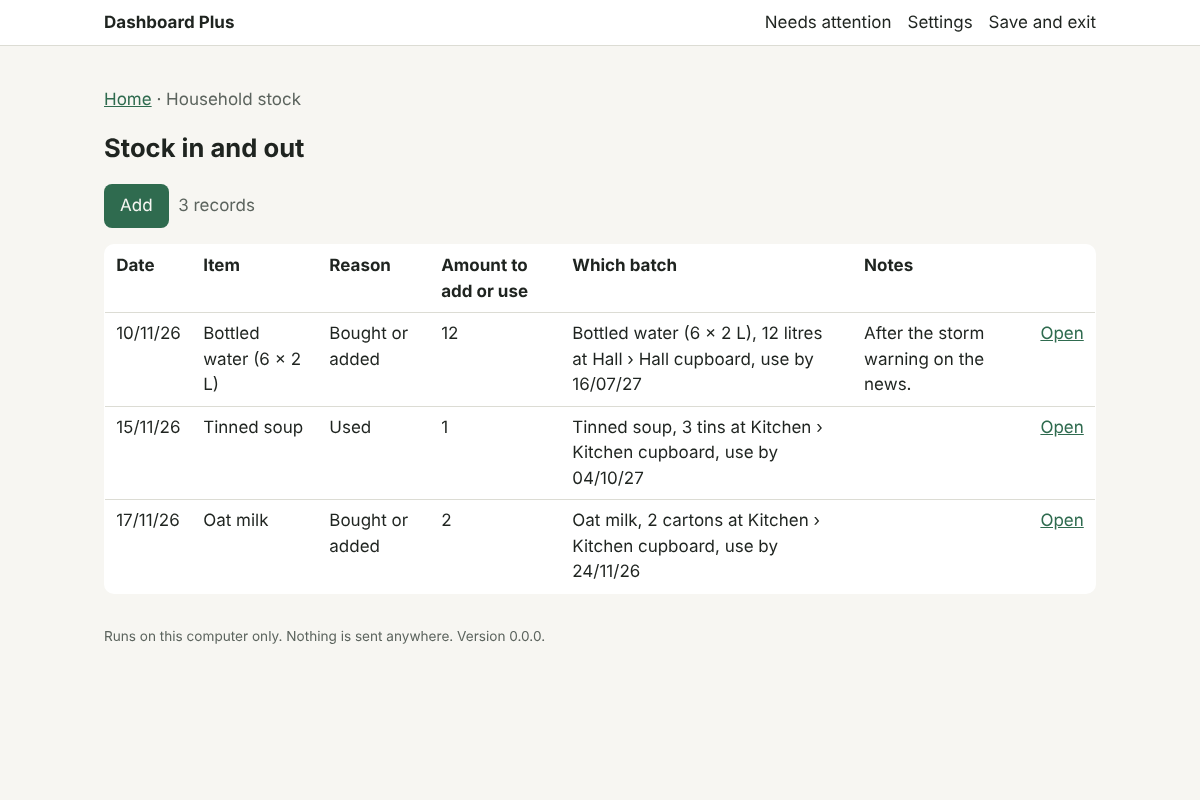 Dashboard Plus
Needs attention Settings Save and exit
Home · Household stock
Stock in and out
Add 3 records
Date Item Reason Amount to add or use Which batch Notes
10/11/26 Bottled water (6 × 2 L) Bought or added 12 Bottled water (6 × 2 L), 12 litres at Hall › Hall cupboard, use by 16/07/27 After the storm warning on the news. Open
15/11/26 Tinned soup Used 1 Tinned soup, 3 tins at Kitchen › Kitchen cupboard, use by 04/10/27 Open
17/11/26 Oat milk Bought or added 2 Oat milk, 2 cartons at Kitchen › Kitchen cupboard, use by 24/11/26 Open
Runs on this computer only. Nothing is sent anywhere. Version 0.0.0.